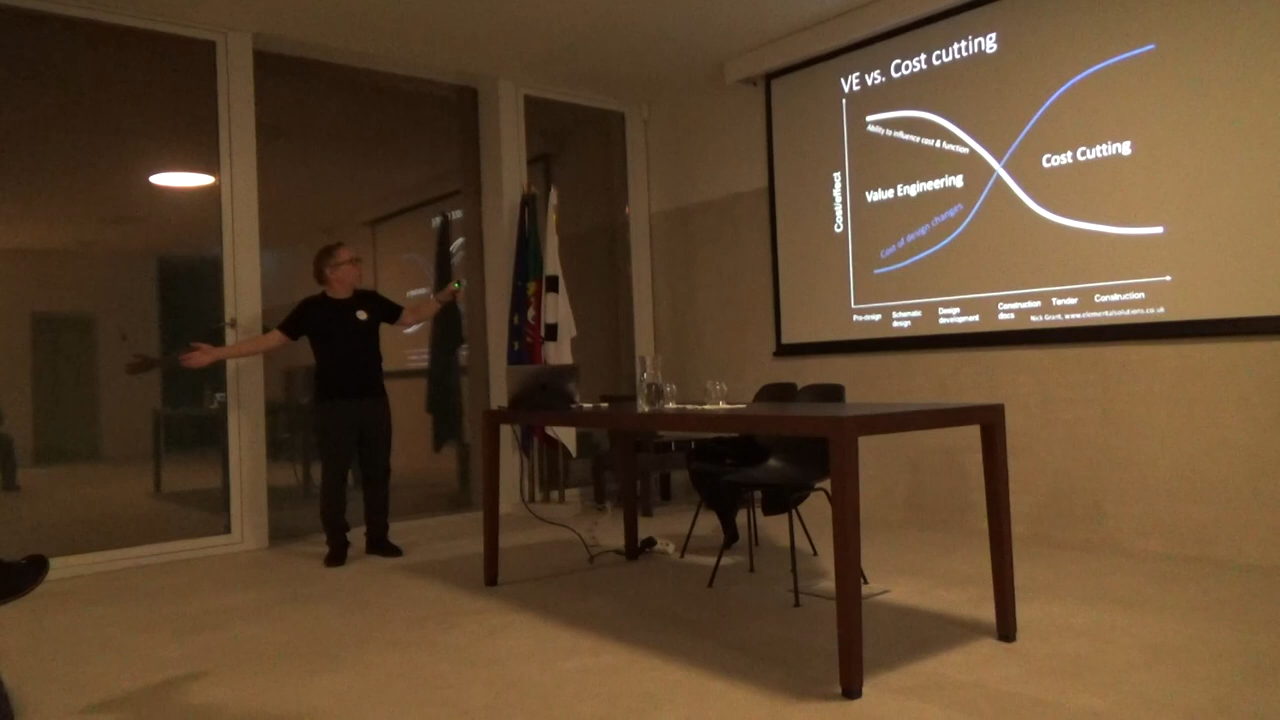 VE vs. Cost cutting
Ability to influence cost & function
Cost Cutting
Value Engineering
Cost/effect
Cost of design changes
Pre-design
Schematic
design
Design
development
Construction
docs
Tender
Construction
Nick Grant, www.elementalsolutions.co.uk